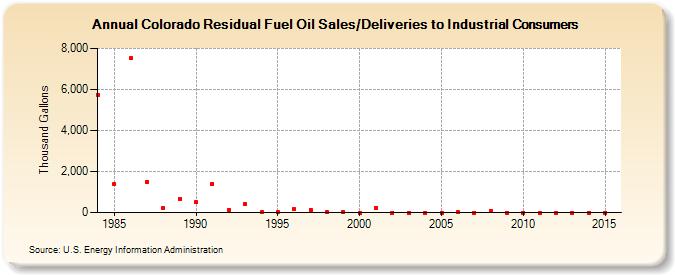 Annual Colorado Residual Fuel Oil Sales/Deliveries to Industrial Consumers
Thousand Gallons
8,000
6,000
4,000
2,000
0
1985 1990 1995 2000 2005 2010 2015
Source: U.S. Energy Information Administration